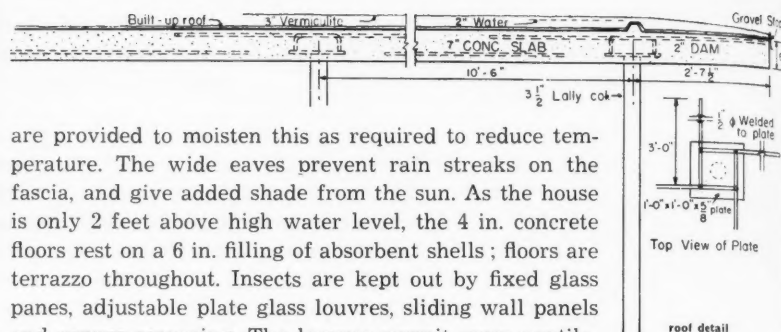 Built-up roof
3" Vermiculite
2" Water
7" CONC. SLAB
2" DAM
10'-6"
2'-7½"
3½" Lally col
½" ϕ Welded
to plate
3'-0"
1'-0"x1'-0"x⅝" plate
Top View of Plate
roof detail
are provided to moisten this as required to reduce tem-
perature. The wide eaves prevent rain streaks on the
fascia, and give added shade from the sun. As the house
is only 2 feet above high water level, the 4 in. concrete
floors rest on a 6 in. filling of absorbent shells ; floors are
terrazzo throughout. Insects are kept out by fixed glass
panes, adjustable plate glass louvres, sliding wall panels